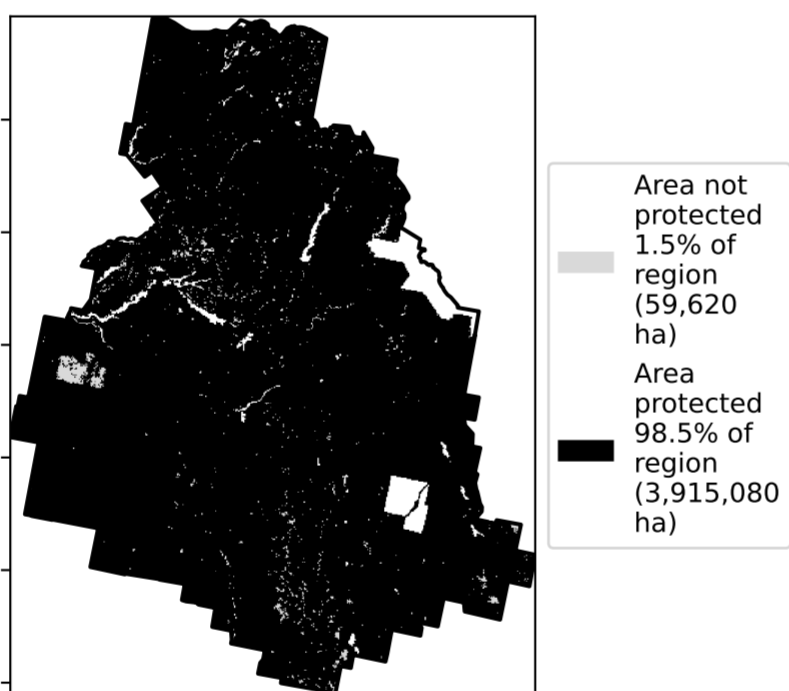 Area not
protected
1.5% of
region
(59,620
ha)
Area
protected
98.5% of
region
(3,915,080
ha)